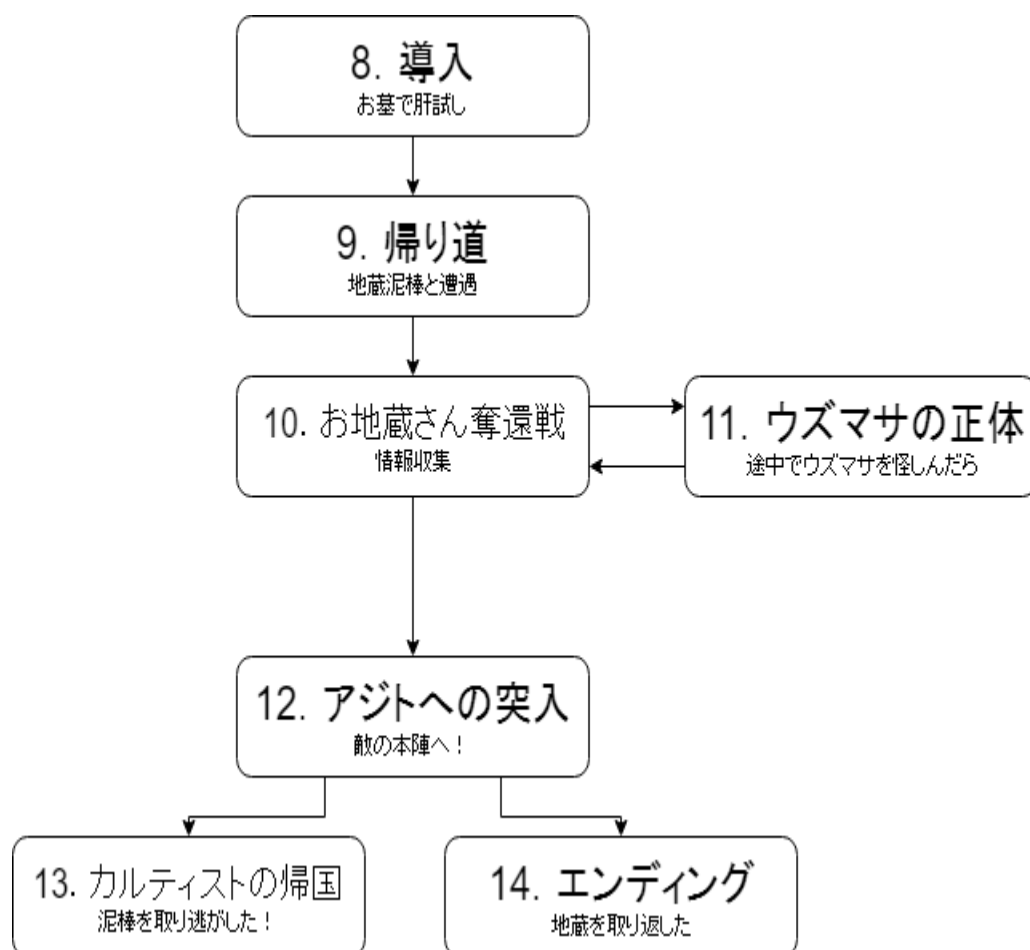 8. 導入
お墓で肝試し
9. 帰り道
地蔵泥棒と遭遇
10. お地蔵さん奪還戦
情報収集
11. ウズマサの正体
途中でウズマサを怪しんだら
12. アジトへの突入
敵の本陣へ！
13. カルティストの帰国
泥棒を取り逃がした！
14. エンディング
地蔵を取り返した